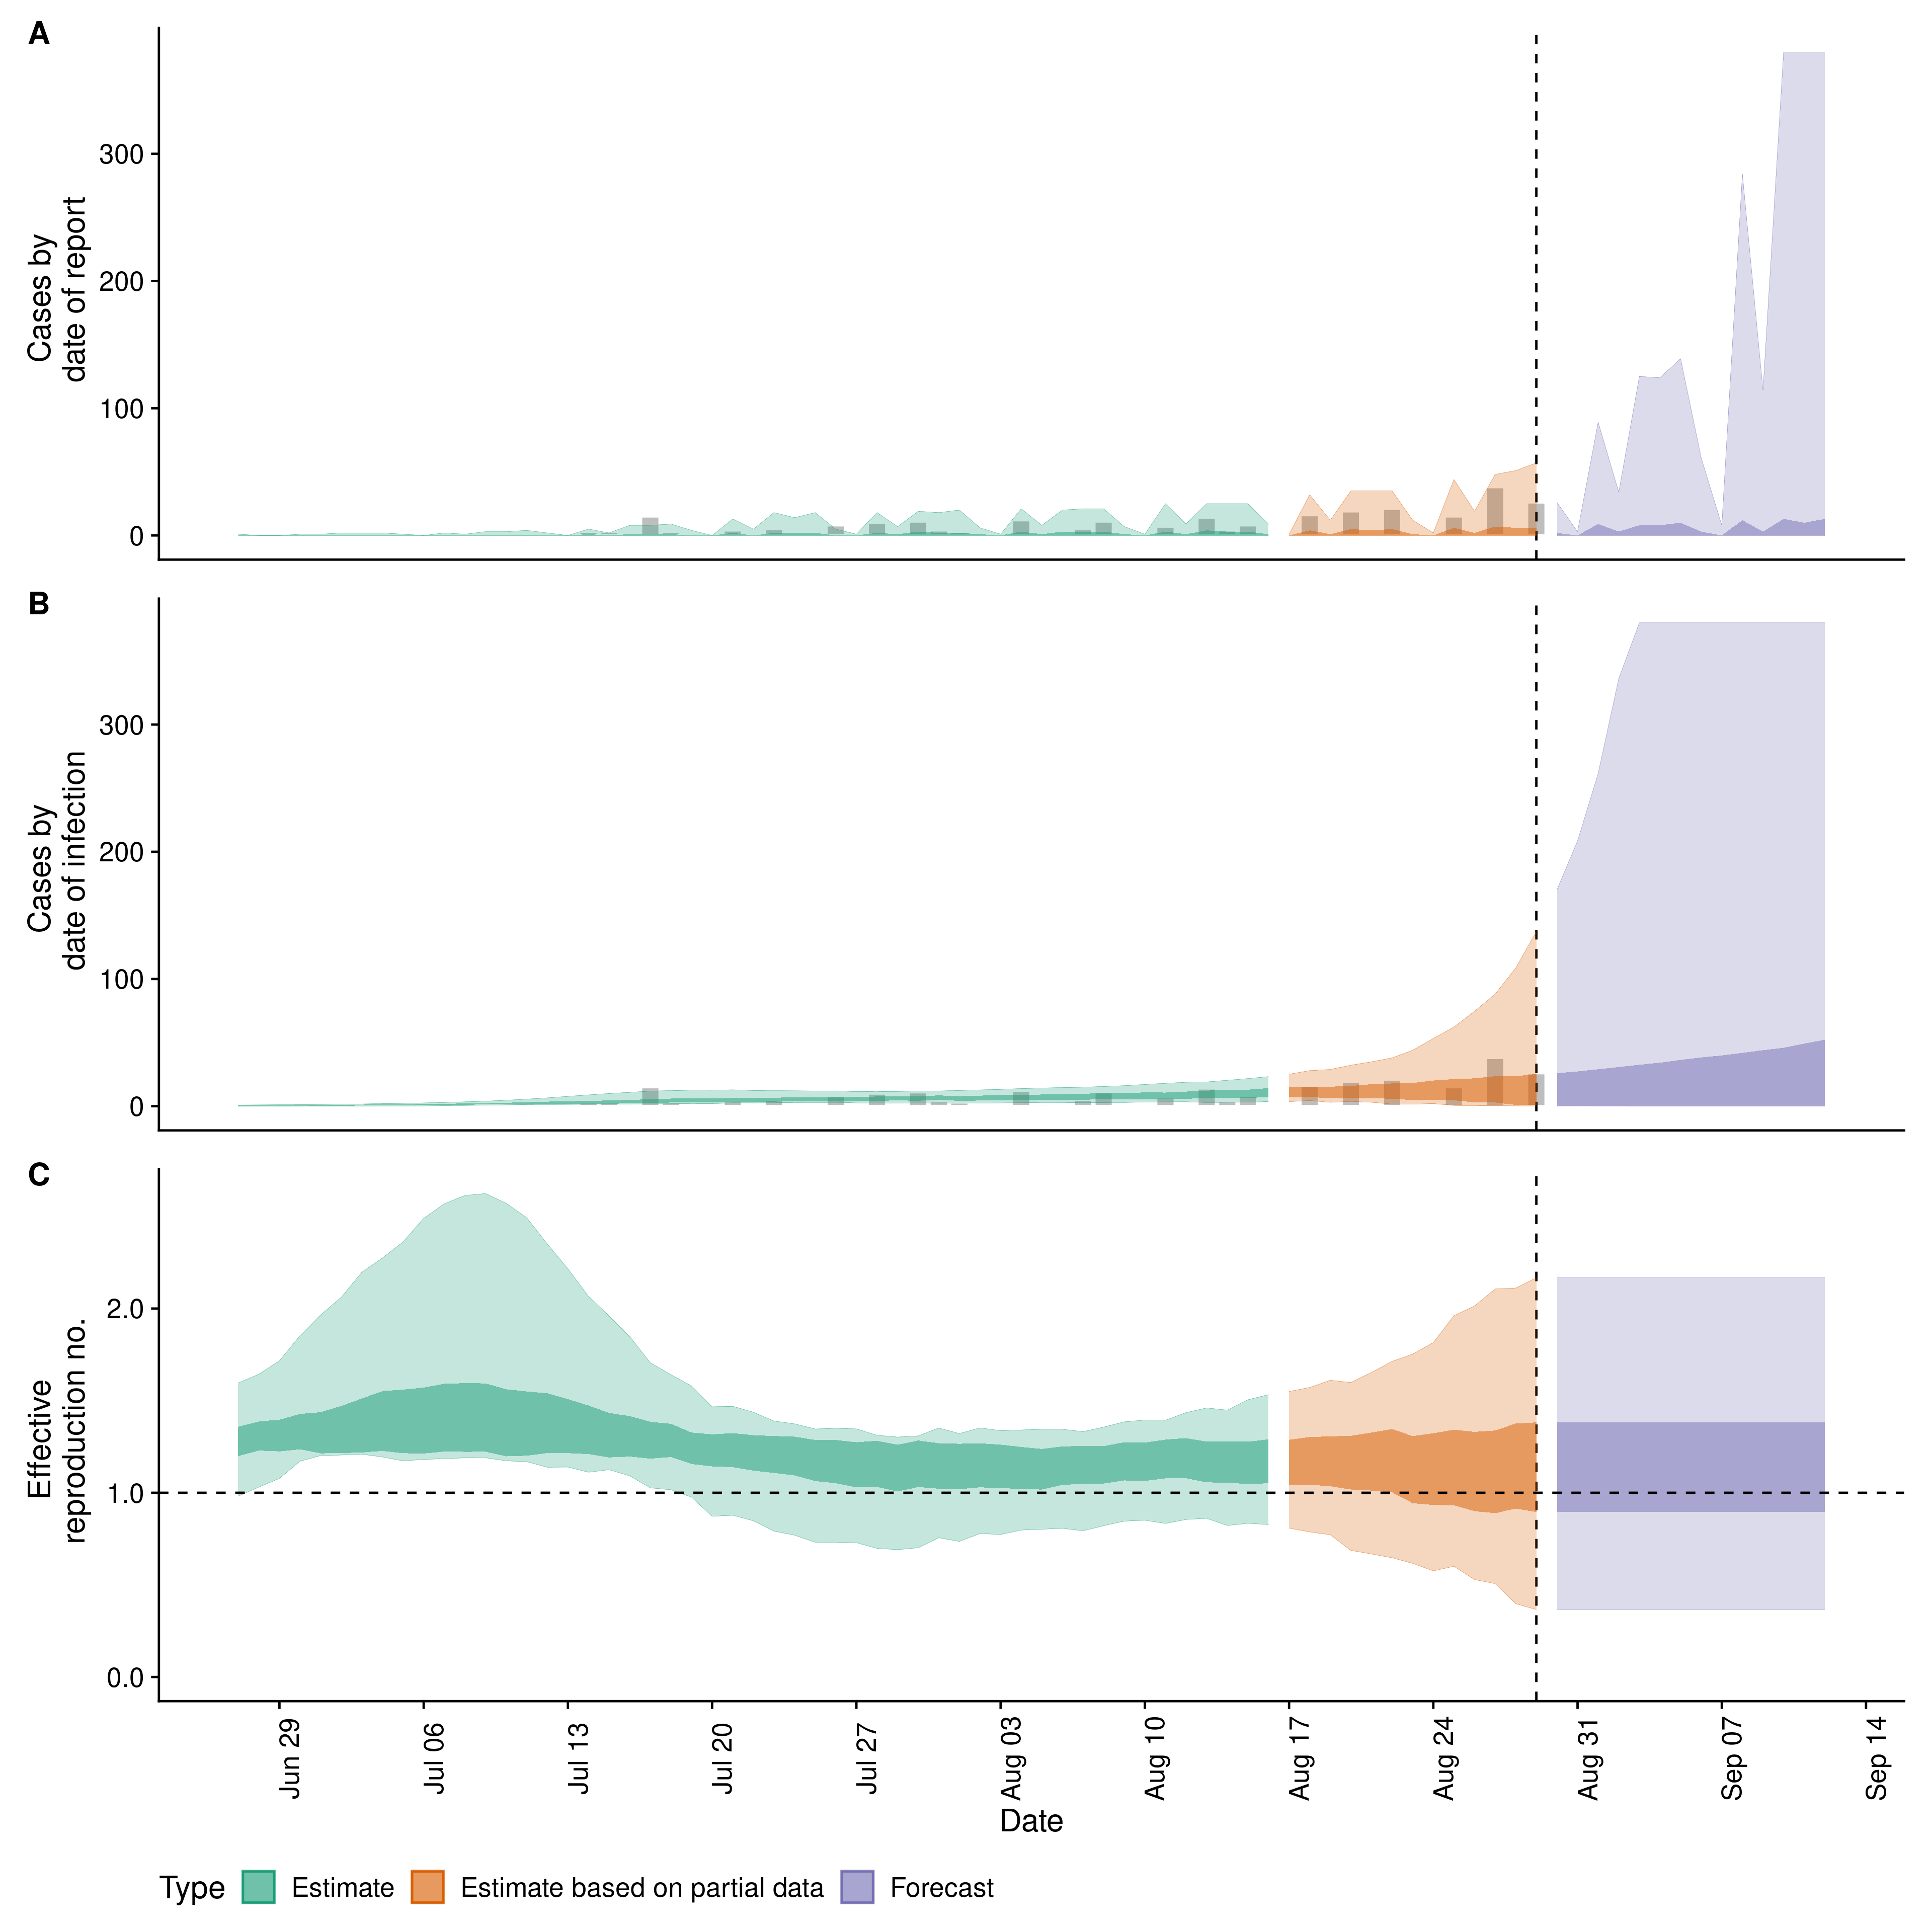 A
Cases by
date of report
300
200
100
0
B
Cases by
date of infection
300
200
100
0
C
Effective
reproduction no.
2.0
1.0
0.0
Jun 29
Jul 06
Jul 13
Jul 20
Jul 27
Aug 03
Aug 10
Aug 17
Aug 24
Aug 31
Sep 07
Sep 14
Date
Type Estimate Estimate based on partial data Forecast